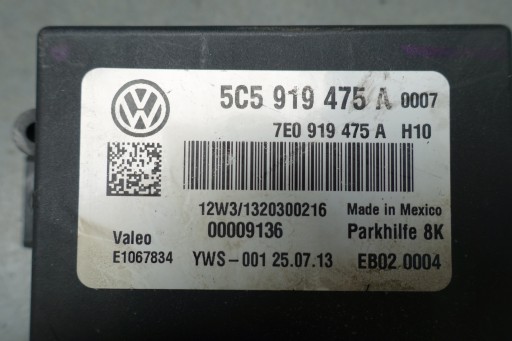 5C5 919 475 A 0007
7E0 919 475 A H10
12W3/1320300216 Made in Mexico
00009136 Parkhilfe 8K
Valeo
E1067834 YWS-001 25.07.13 EB02 0004